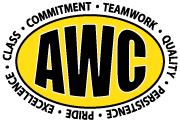 CLASS • COMMITMENT • TEAMWORK • QUALITY •
AWC
PERSISTENCE • PRIDE • EXCELLENCE •